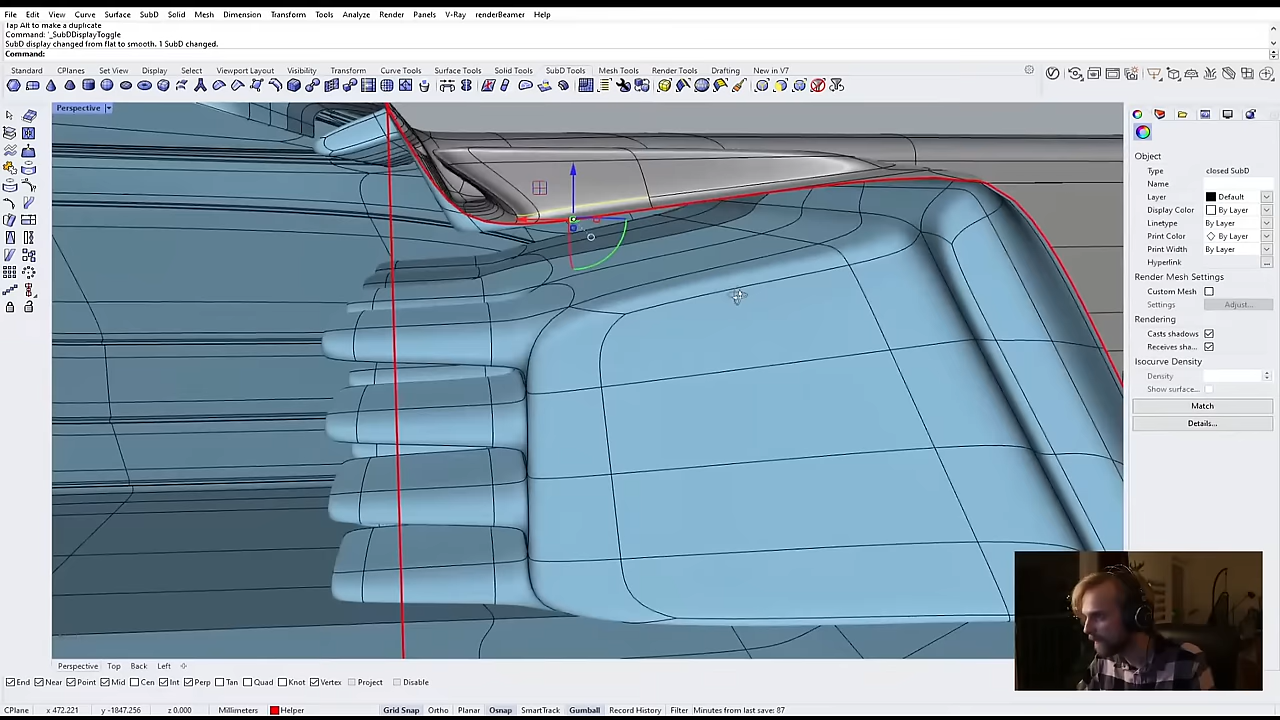 File Edit View Curve Surface SubD Solid Mesh Dimension Transform Tools Analyze Render Panels V-Ray renderBeamer Help
Tap Alt to make a duplicate
Command: '_SubDDisplayToggle
SubD display changed from flat to smooth. 1 SubD changed.
Command:
Standard CPlanes Set View Display Select Viewport Layout Visibility Transform Curve Tools Surface Tools Solid Tools SubD Tools Mesh Tools Render Tools Drafting New in V7
Perspective
Object
Type closed SubD
Name
Layer Default
Display Color By Layer
Linetype By Layer
Print Color By Layer
Print Width By Layer
Hyperlink ...
Render Mesh Settings
Custom Mesh
Settings Adjust...
Rendering
Casts shadows
Receives sha...
Isocurve Density
Density
Show surface...
Match
Details...
Perspective Top Back Left
End Near Point Mid Cen Int Perp Tan Quad Knot Vertex Project Disable
CPlane x 472.221 y -1847.256 z 0.000 Millimeters Helper Grid Snap Ortho Planar Osnap SmartTrack Gumball Record History Filter Minutes from last save: 87